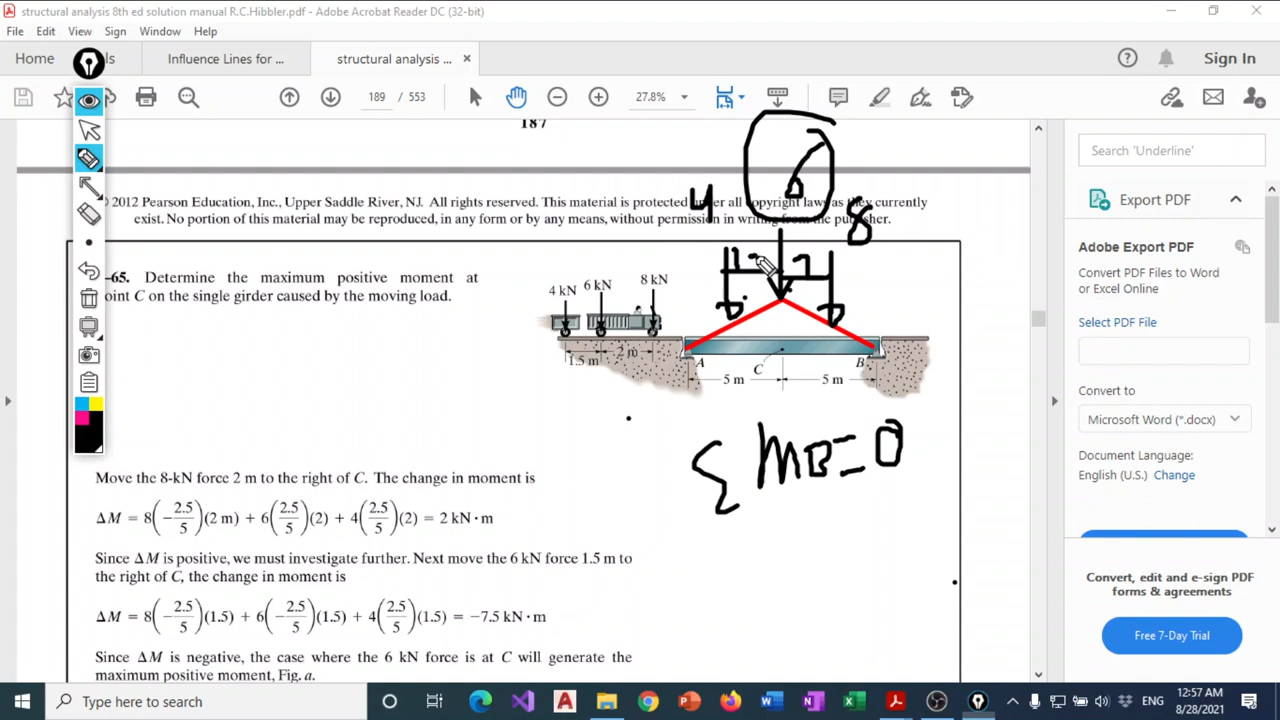 structural analysis 8th ed solution manual R.C.Hibbler.pdf - Adobe Acrobat Reader DC (32-bit)
File Edit View Sign Window Help
Home ls Influence Lines for ... structural analysis ... × Sign In
189 / 553 27.8%
187
2012 Pearson Education, Inc., Upper Saddle River, NJ. All rights reserved. This material is protected under all copyright laws as they currently
exist. No portion of this material may be reproduced, in any form or by any means, without permission in writing from the publisher.
4 8
-65. Determine the maximum positive moment at
oint C on the single girder caused by the moving load.
4 kN 6 kN 8 kN
1.5 m 2 m
A C B
5 m 5 m
Σ MB=0
Move the 8-kN force 2 m to the right of C. The change in moment is
ΔM = 8(-2.5/5)(2 m) + 6(2.5/5)(2) + 4(2.5/5)(2) = 2 kN · m
Since ΔM is positive, we must investigate further. Next move the 6 kN force 1.5 m to
the right of C, the change in moment is
ΔM = 8(-2.5/5)(1.5) + 6(-2.5/5)(1.5) + 4(2.5/5)(1.5) = -7.5 kN · m
Since ΔM is negative, the case where the 6 kN force is at C will generate the
maximum positive moment, Fig. a.
Search 'Underline'
Export PDF
Adobe Export PDF
Convert PDF Files to Word
or Excel Online
Select PDF File
Convert to
Microsoft Word (*.docx)
Document Language:
English (U.S.) Change
Convert, edit and e-sign PDF
forms & agreements
Free 7-Day Trial
Type here to search
ENG
12:57 AM
8/28/2021